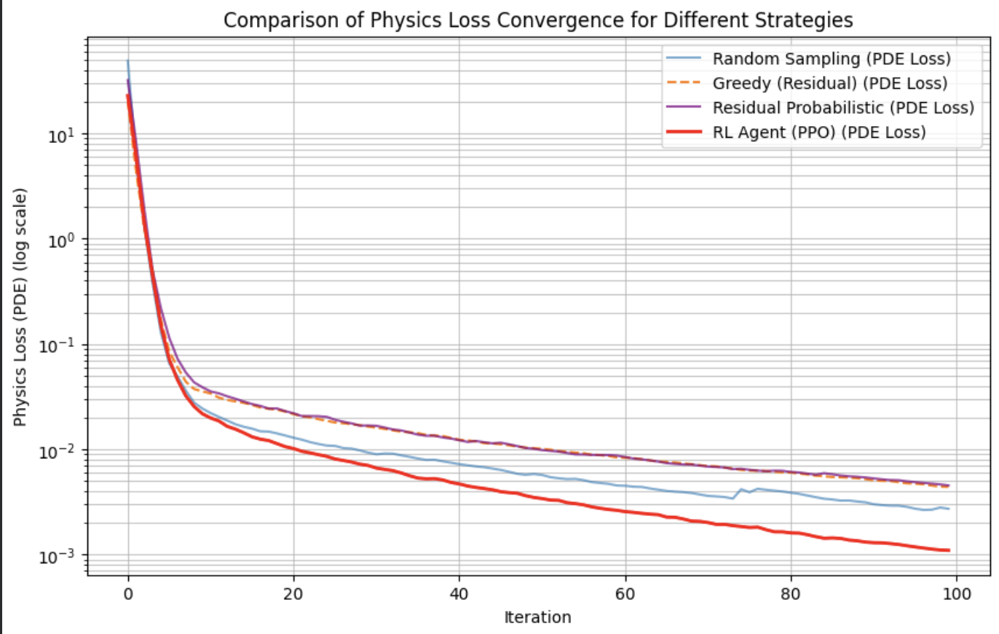 Comparison of Physics Loss Convergence for Different Strategies
Random Sampling (PDE Loss)
Greedy (Residual) (PDE Loss)
Residual Probabilistic (PDE Loss)
RL Agent (PPO) (PDE Loss)
Physics Loss (PDE) (log scale)
10¹
10⁰
10⁻¹
10⁻²
10⁻³
0 20 40 60 80 100
Iteration